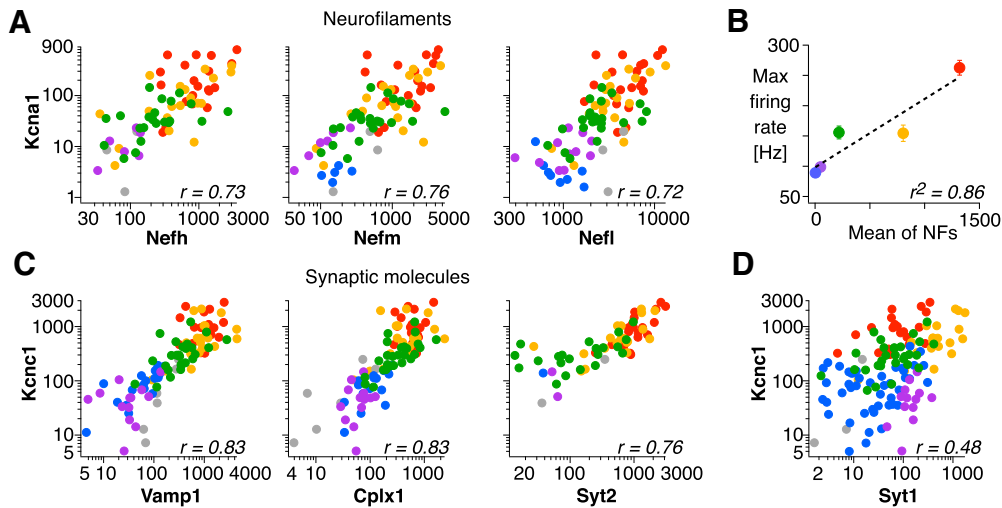 A
Neurofilaments
B
Kcna1
900
100
10
1
r = 0.73
r = 0.76
r = 0.72
30
100
1000
3000
50
100
1000
5000
300
1000
10000
Nefh
Nefm
Nefl
300
Max
firing
rate
[Hz]
50
r2 = 0.86
0
1500
Mean of NFs
C
Synaptic molecules
D
Kcnc1
3000
1000
100
10
5
r = 0.83
r = 0.83
r = 0.76
5
10
100
1000
4000
4
10
100
1000
20
100
1000
3000
Vamp1
Cplx1
Syt2
Kcnc1
3000
1000
100
10
5
r = 0.48
2
10
100
1000
Syt1